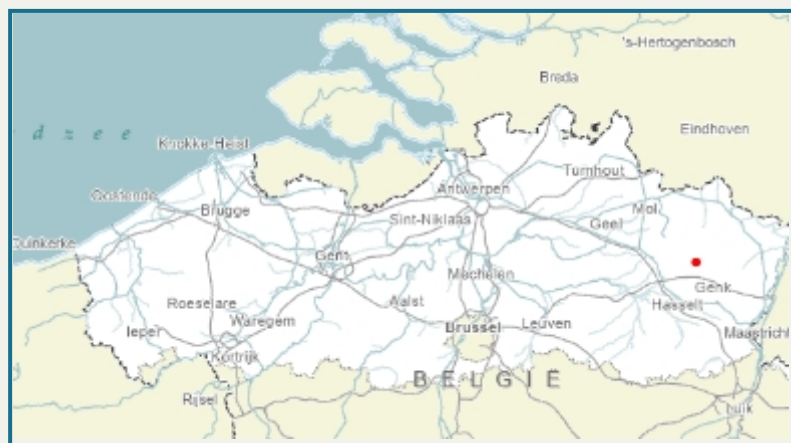 's-Hertogenbosch
Breda
d z e e
Eindhoven
Knokke-Heist
Turnhout
Antwerpen
Oostende
Brugge
Mol
Sint-Niklaas
Geel
Duinkerke
Gent
Mechelen
Genk
Roeselare
Aalst
Hasselt
Ieper
Waregem
Brussel
Leuven
Maastricht
Kortrijk
BELGIË
Rijsel
Luik